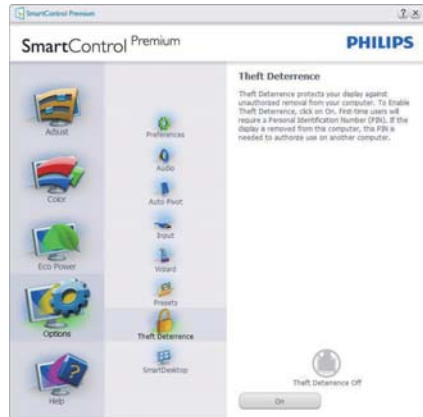 SmartControl Premium
SmartControl Premium
PHILIPS
Adjust
Color
Eco Power
Options
Help
Preferences
Audio
Auto Pivot
Input
Wizard
Presets
Theft Deterrence
SmartDesktop
Theft Deterrence
Theft Deterrence protects your display against
unauthorized removal from your computer. To Enable
Theft Deterrence, click on On. First-time users will
require a Personal Identification Number (PIN). If the
display is removed from this computer, this PIN is
needed to authorize use on another computer.
Theft Deterrence Off
On